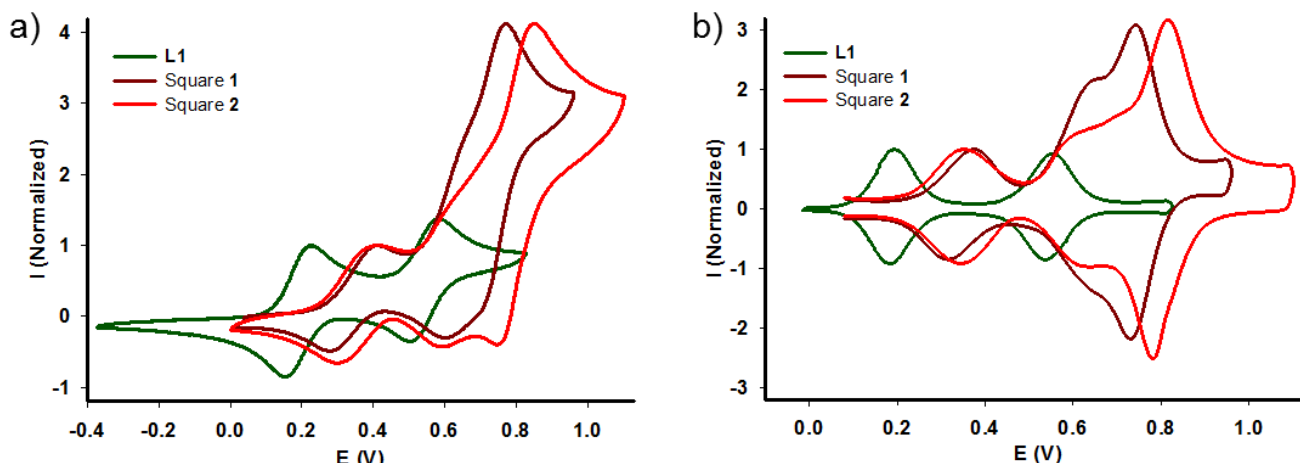 a)
L1
Square 1
Square 2
I (Normalized)
4
3
2
1
0
-1
-0.4
-0.2
0.0
0.2
0.4
0.6
0.8
1.0
E (V)
b)
L1
Square 1
Square 2
I (Normalized)
3
2
1
0
-1
-2
-3
0.0
0.2
0.4
0.6
0.8
1.0
E (V)